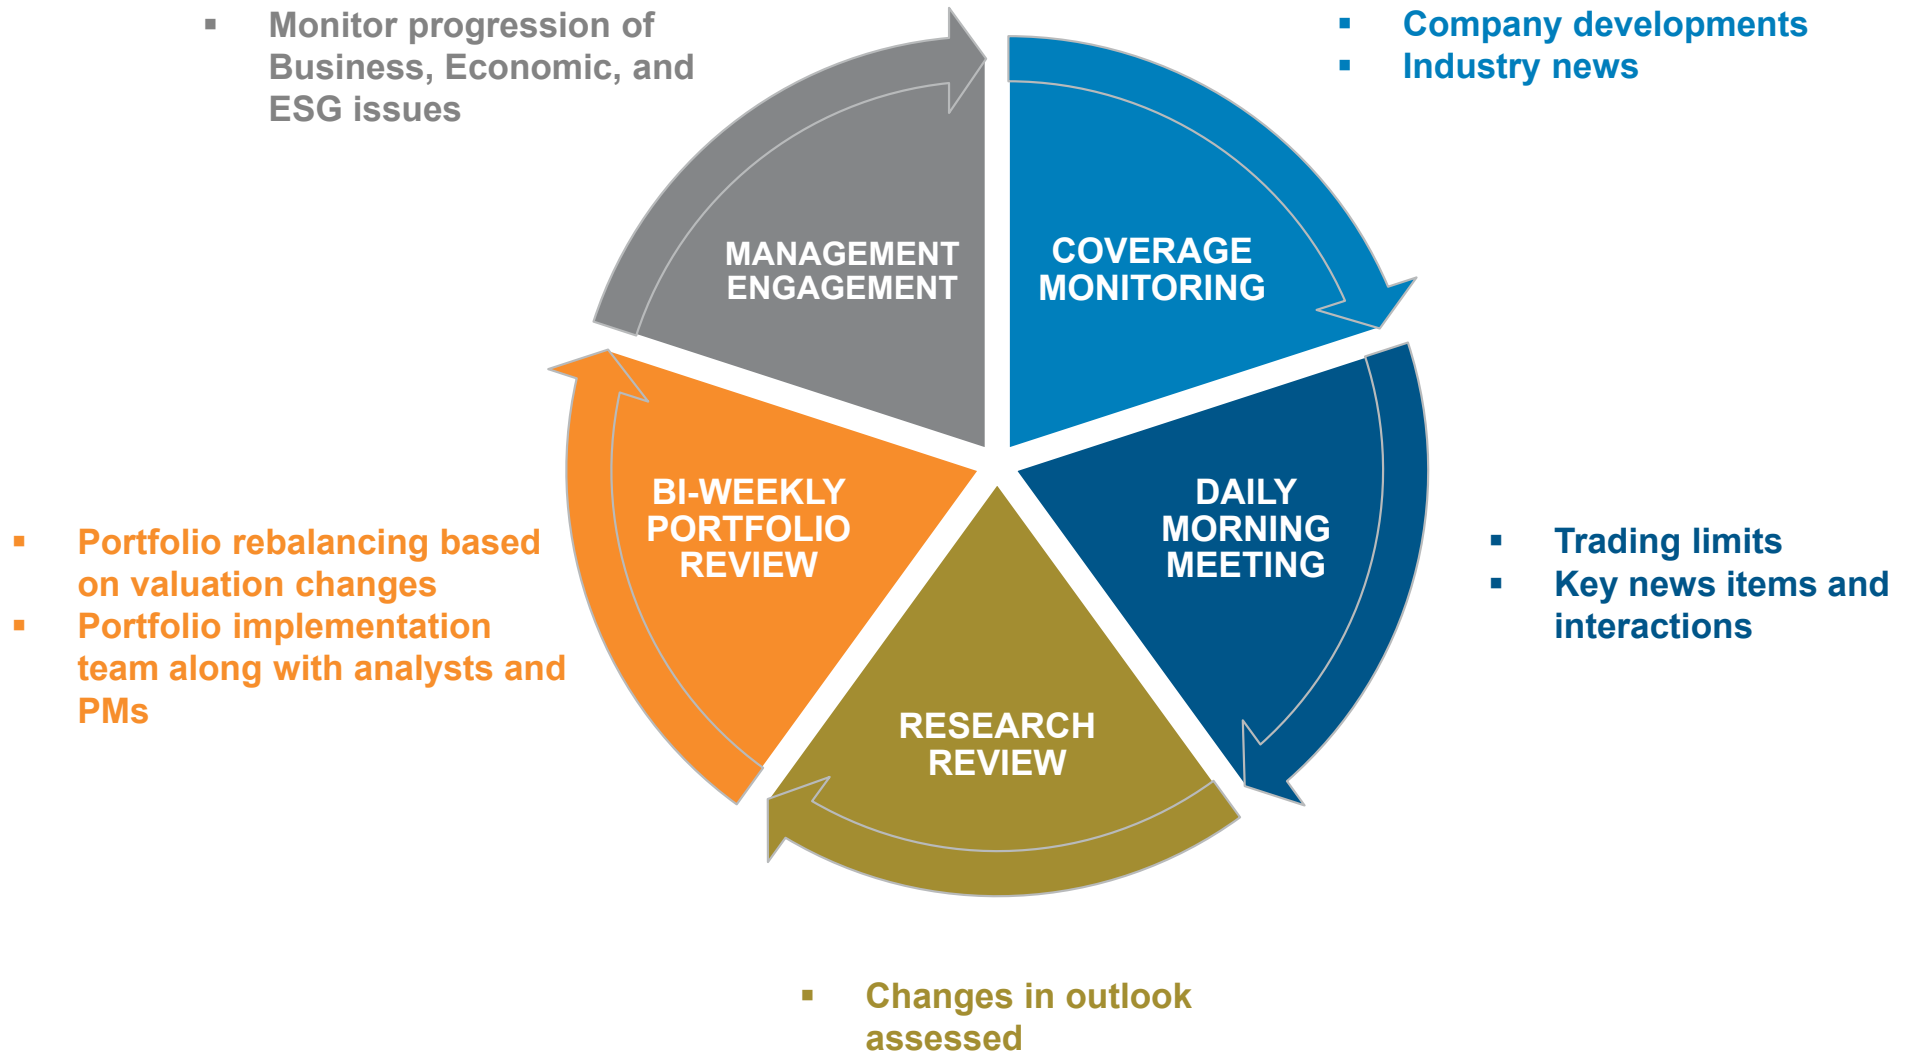 ▪ Monitor progression of
Business, Economic, and
ESG issues
▪ Company developments
▪ Industry news
MANAGEMENT
ENGAGEMENT
COVERAGE
MONITORING
BI-WEEKLY
PORTFOLIO
REVIEW
DAILY
MORNING
MEETING
▪ Portfolio rebalancing based
on valuation changes
▪ Portfolio implementation
team along with analysts and
PMs
▪ Trading limits
▪ Key news items and
interactions
RESEARCH
REVIEW
▪ Changes in outlook
assessed